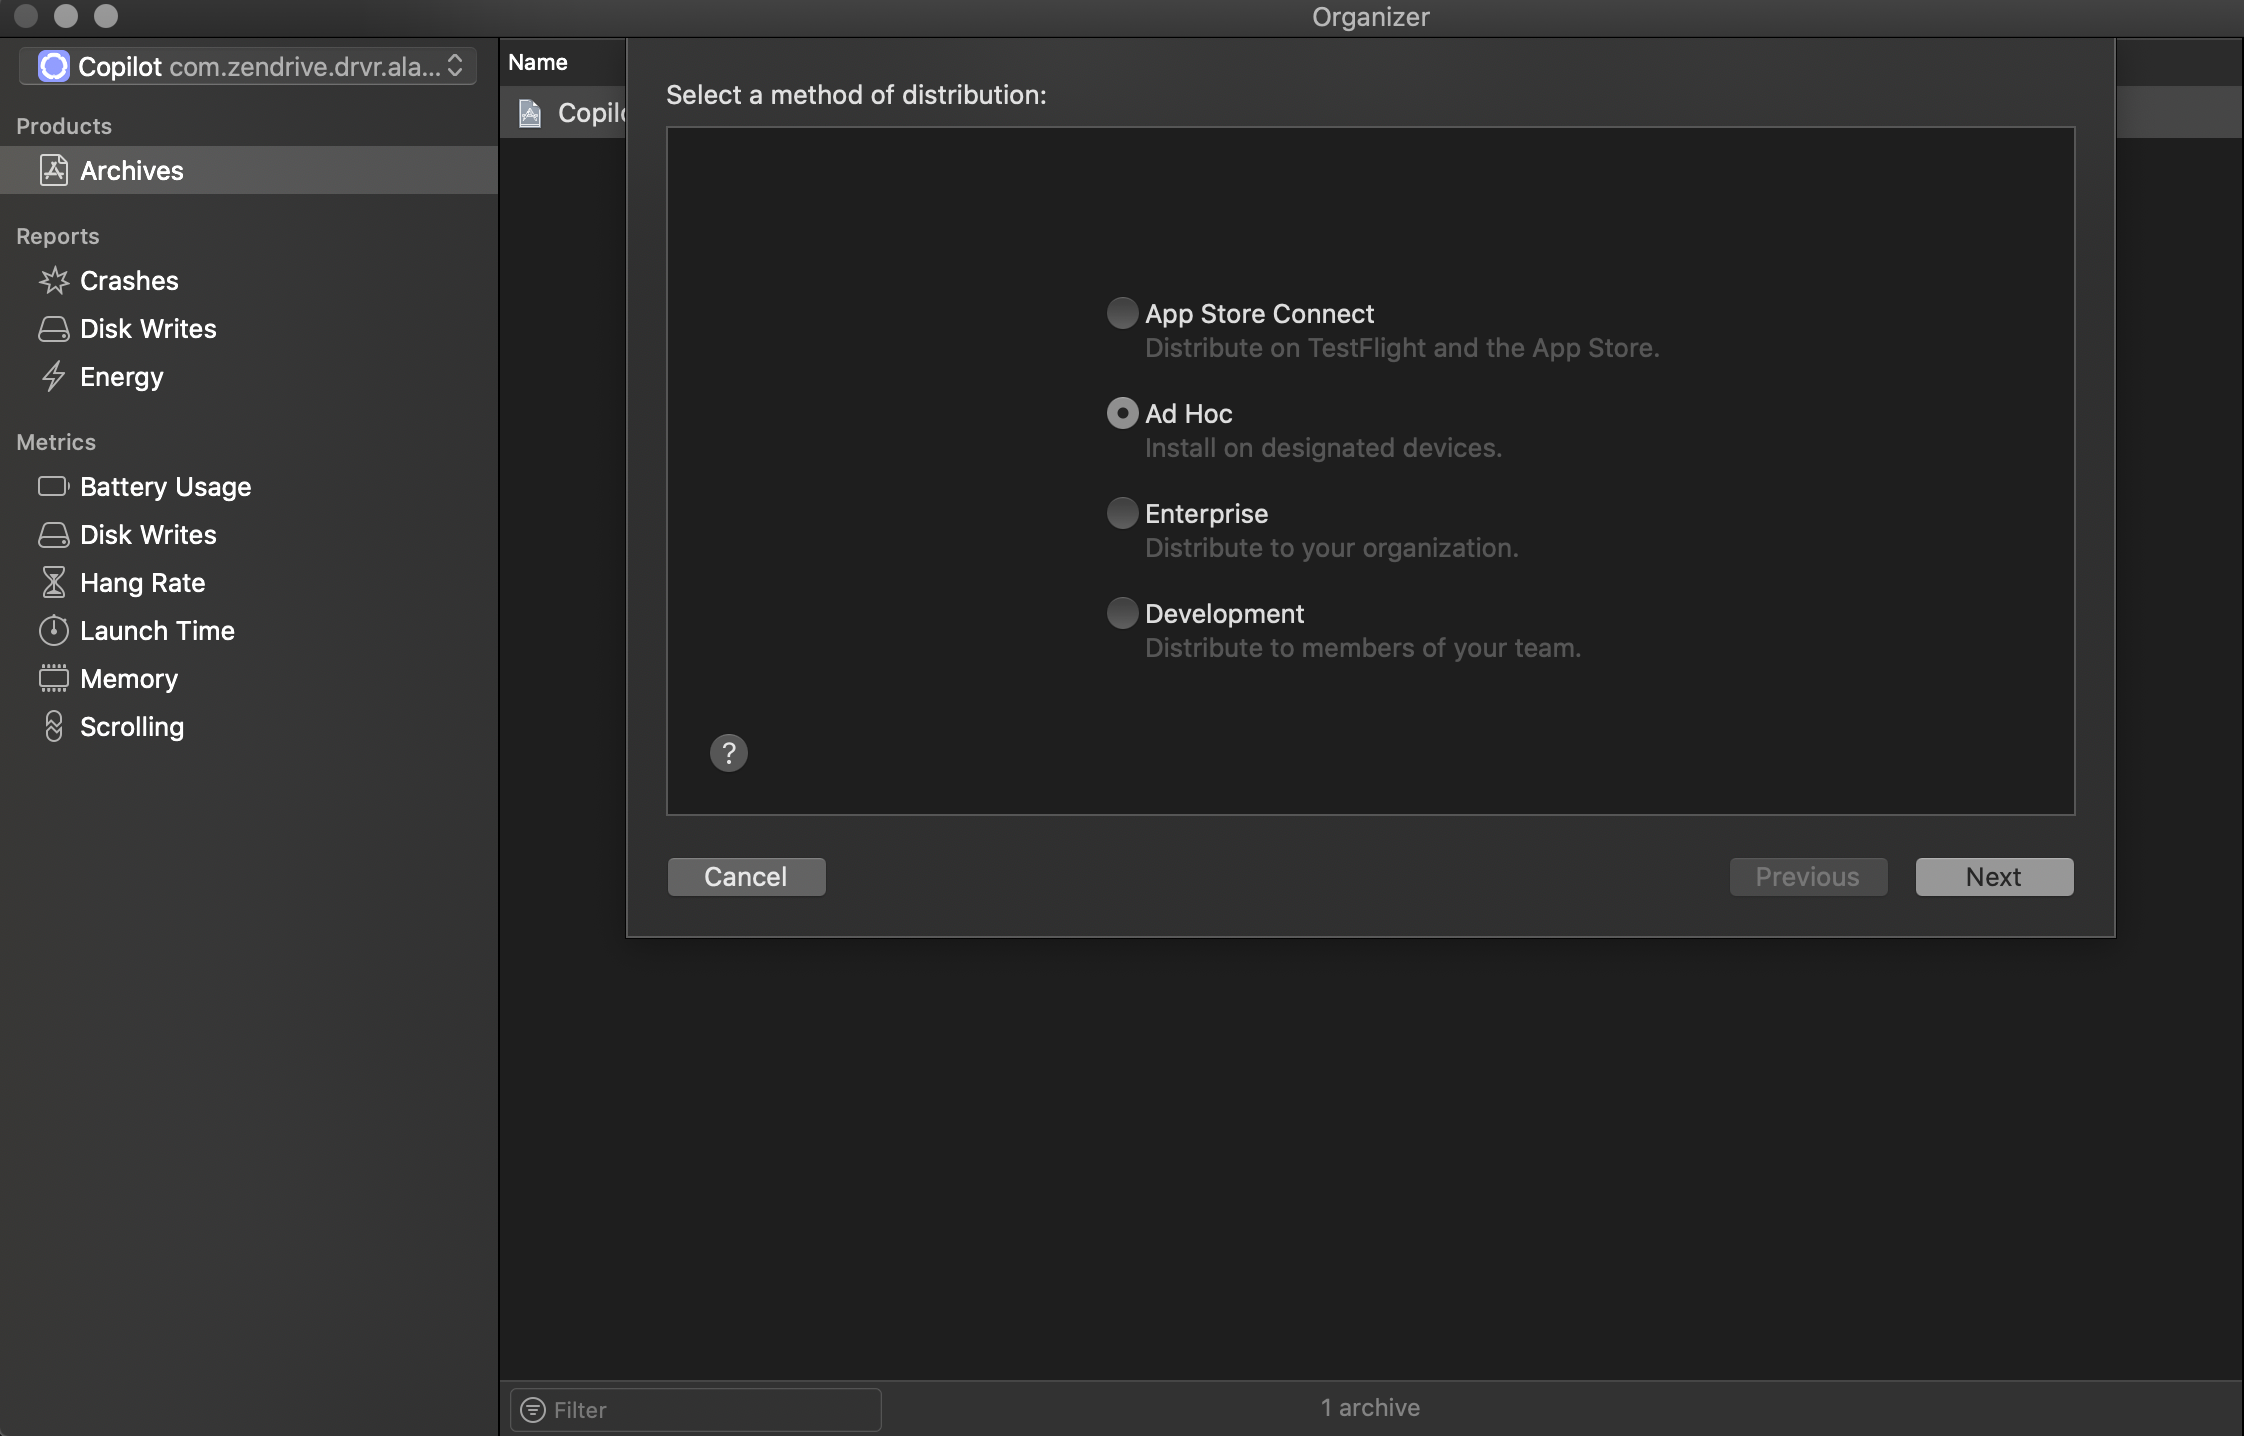 Organizer
Copilot com.zendrive.drvr.ala...
Products
Archives
Reports
Crashes
Disk Writes
Energy
Metrics
Battery Usage
Disk Writes
Hang Rate
Launch Time
Memory
Scrolling
Name
Copilo
Select a method of distribution:
App Store Connect
Distribute on TestFlight and the App Store.
Ad Hoc
Install on designated devices.
Enterprise
Distribute to your organization.
Development
Distribute to members of your team.
?
Cancel
Previous
Next
Filter
1 archive